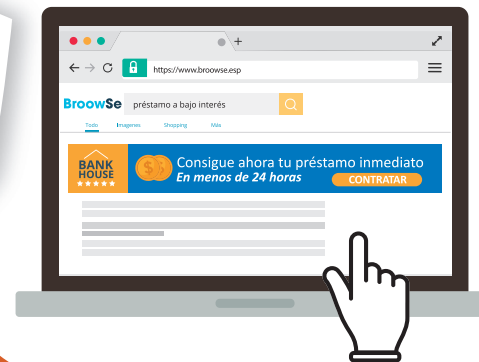 https://www.broowse.esp
BroowSe
préstamo a bajo interés
Todo Imagenes Shopping Más
BANK
HOUSE
Consigue ahora tu préstamo inmediato
En menos de 24 horas
CONTRATAR